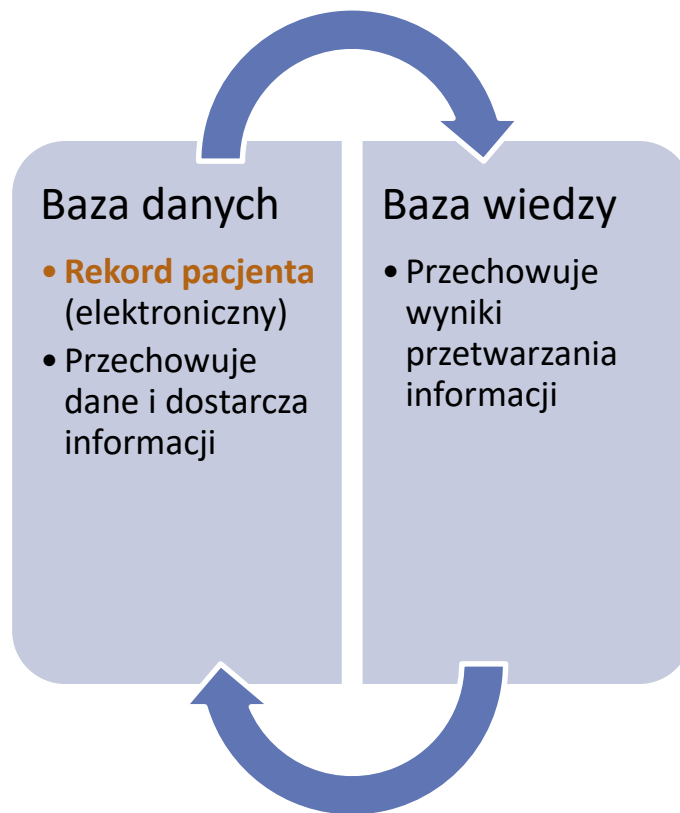 Baza danych
• Rekord pacjenta
(elektroniczny)
• Przechowuje
dane i dostarcza
informacji
Baza wiedzy
• Przechowuje
wyniki
przetwarzania
informacji